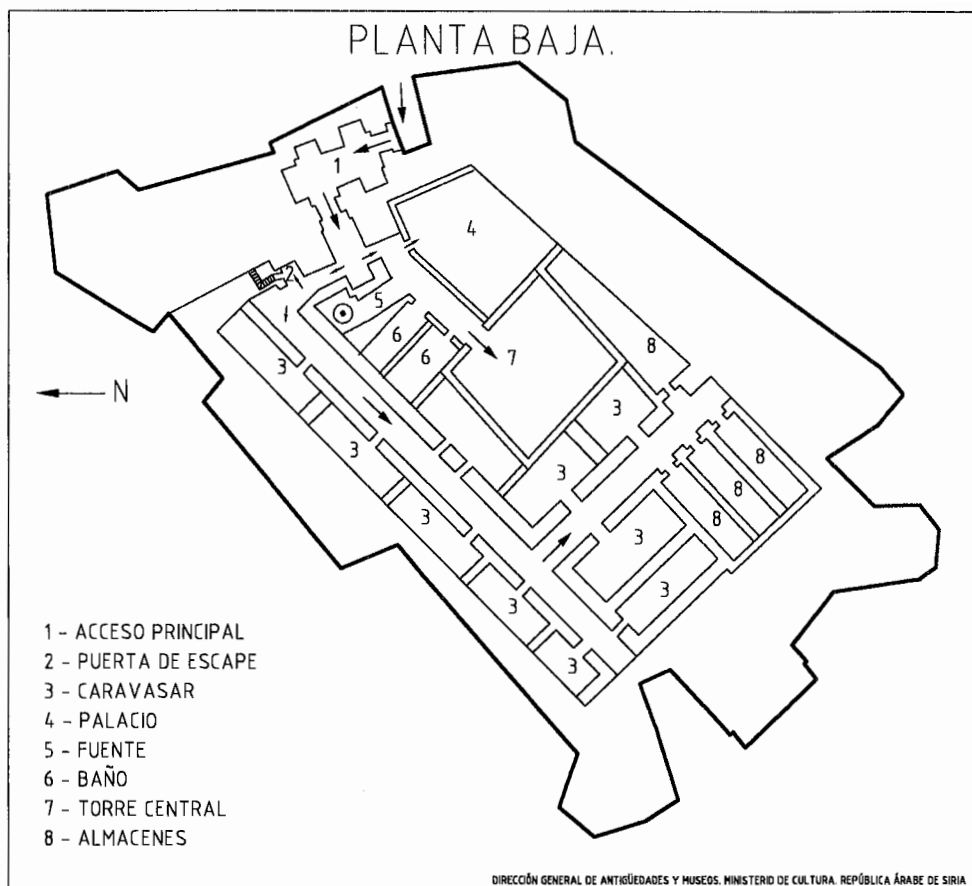 PLANTA BAJA.
1
4
2
5
8
6
6
7
3
N
3
3
8
3
3
8
3
8
3
3
3
3
1 - ACCESO PRINCIPAL
2 - PUERTA DE ESCAPE
3 - CARAVASAR
4 - PALACIO
5 - FUENTE
6 - BAÑO
7 - TORRE CENTRAL
8 - ALMACENES
DIRECCIÓN GENERAL DE ANTIGÜEDADES Y MUSEOS. MINISTERIO DE CULTURA. REPÚBLICA ÁRABE DE SIRIA